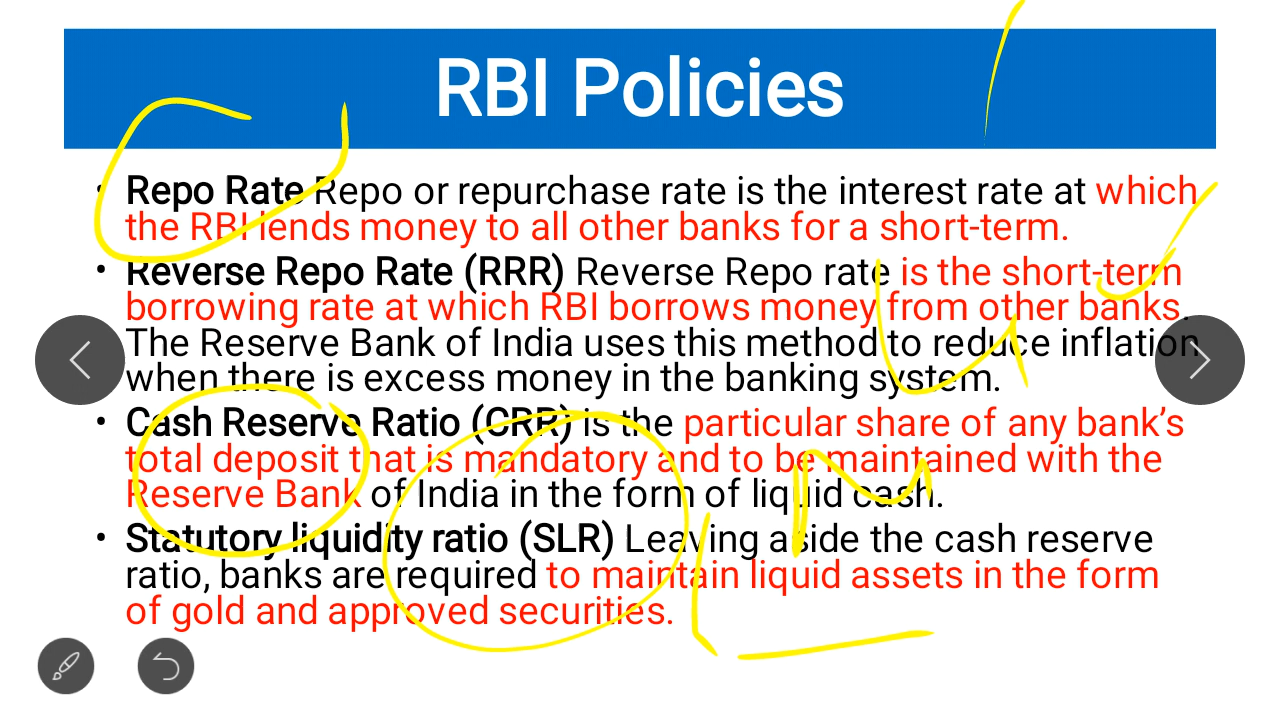 RBI Policies
• Repo Rate Repo or repurchase rate is the interest rate at which
the RBI lends money to all other banks for a short-term.
• Reverse Repo Rate (RRR) Reverse Repo rate is the short-term
borrowing rate at which RBI borrows money from other banks.
The Reserve Bank of India uses this method to reduce inflation
when there is excess money in the banking system.
• Cash Reserve Ratio (CRR) is the particular share of any bank’s
total deposit that is mandatory and to be maintained with the
Reserve Bank of India in the form of liquid cash.
• Statutory liquidity ratio (SLR) Leaving aside the cash reserve
ratio, banks are required to maintain liquid assets in the form
of gold and approved securities.